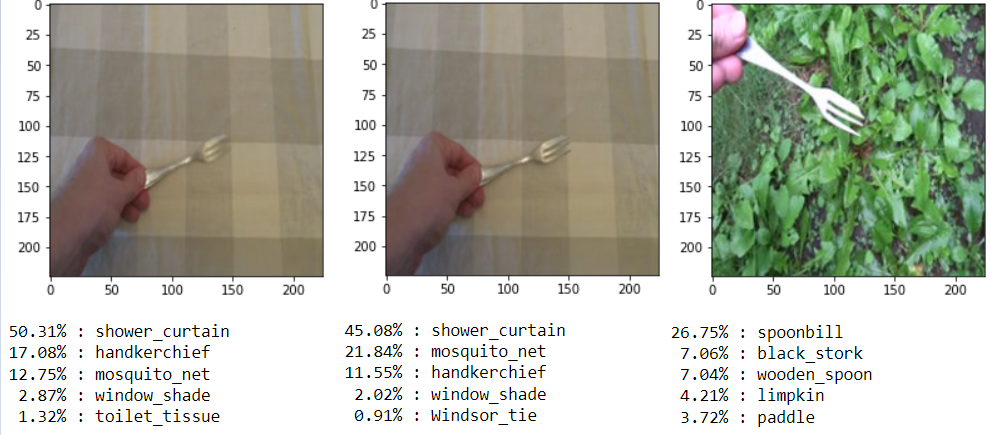 0
25
50
75
100
125
150
175
200
0 50 100 150 200
0
25
50
75
100
125
150
175
200
0 50 100 150 200
0
25
50
75
100
125
150
175
200
0 50 100 150 200
50.31% : shower_curtain
17.08% : handkerchief
12.75% : mosquito_net
2.87% : window_shade
1.32% : toilet_tissue
45.08% : shower_curtain
21.84% : mosquito_net
11.55% : handkerchief
2.02% : window_shade
0.91% : Windsor_tie
26.75% : spoonbill
7.06% : black_stork
7.04% : wooden_spoon
4.21% : limpkin
3.72% : paddle